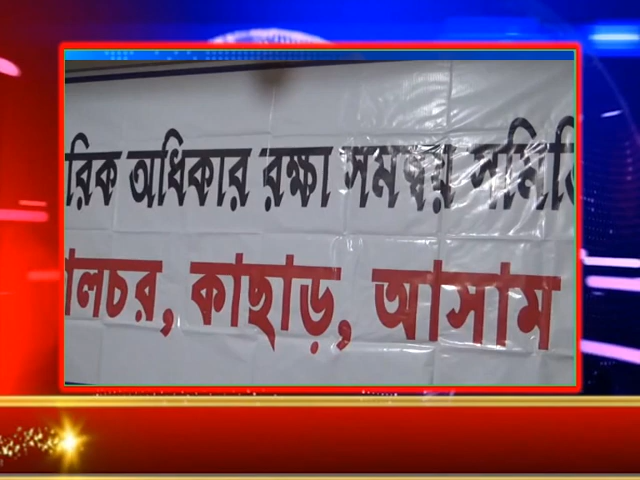 রিক অধিকার রক্ষা সমন্বয় সমিতি
লচর, কাছাড়, আসাম